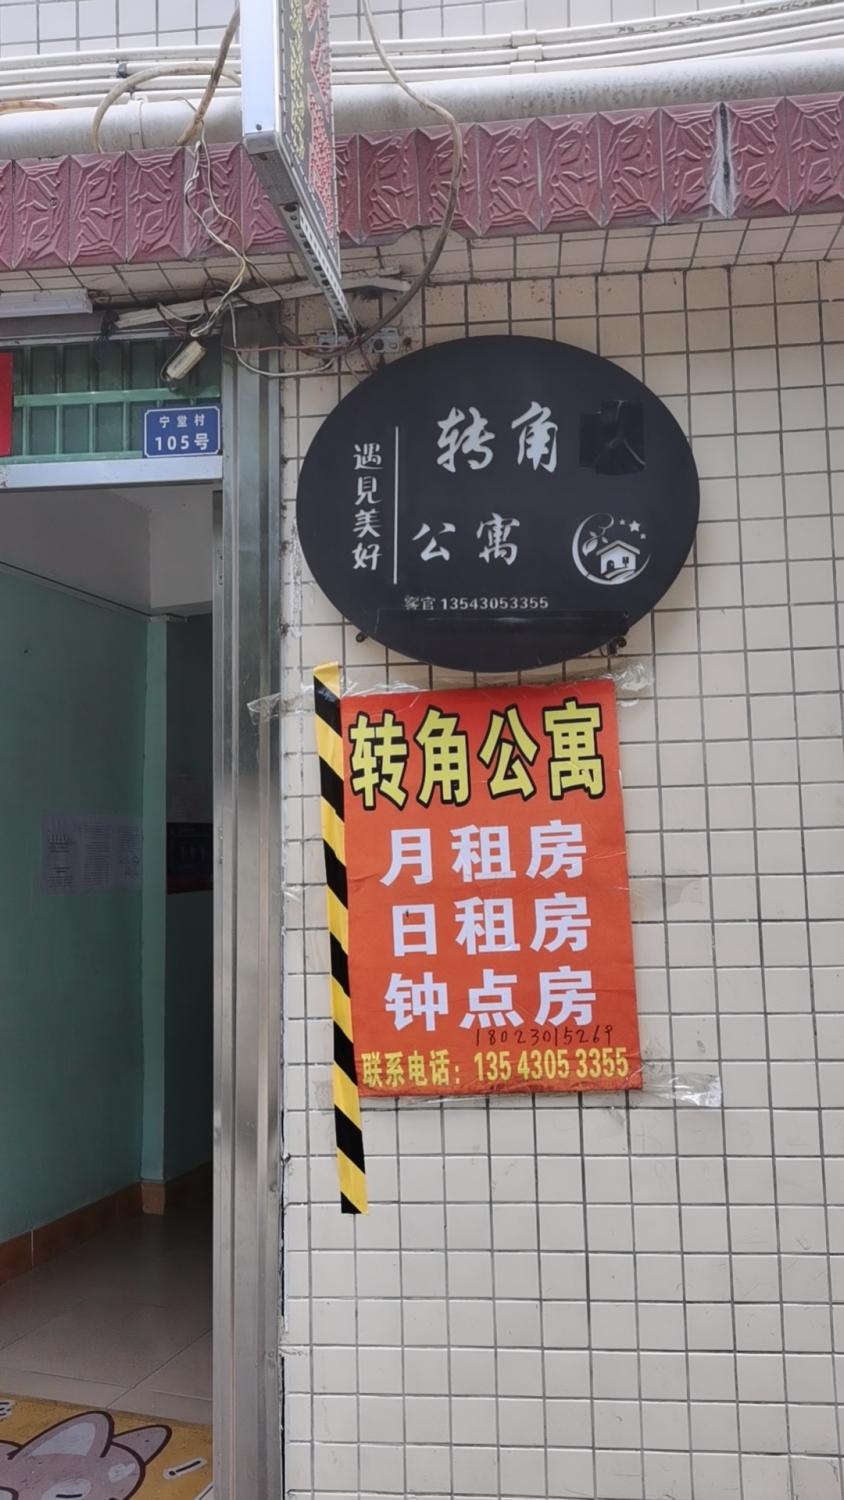 宁堂村
105号
遇見美好
转角
公寓
客官 13543053355
转角公寓
月租房
日租房
钟点房
18023015269
联系电话：135 4305 3355